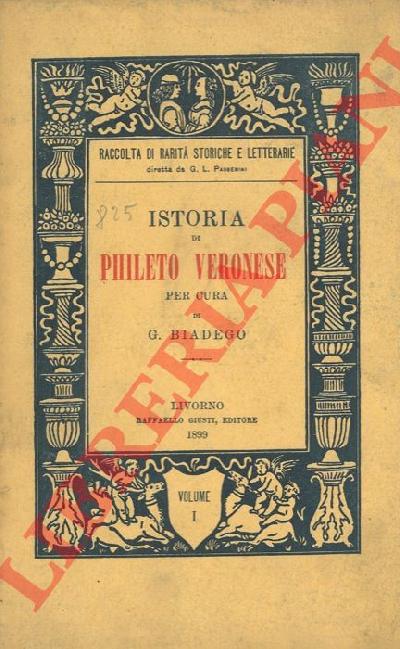 RACCOLTA DI RARITÀ STORICHE E LETTERARIE
diretta da G. L. PASSERINI
825
ISTORIA
DI
PHILETO VERONESE
PER CURA
DI
G. BIADEGO
LIVORNO
RAFFAELLO GIUSTI, EDITORE
1899
VOLUME
I
LIBRERIA PIANI